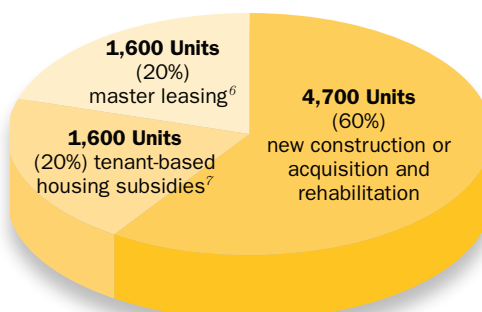 1,600 Units
(20%)
master leasing⁶
1,600 Units
(20%) tenant-based
housing subsidies⁷
4,700 Units
(60%)
new construction or
acquisition and
rehabilitation